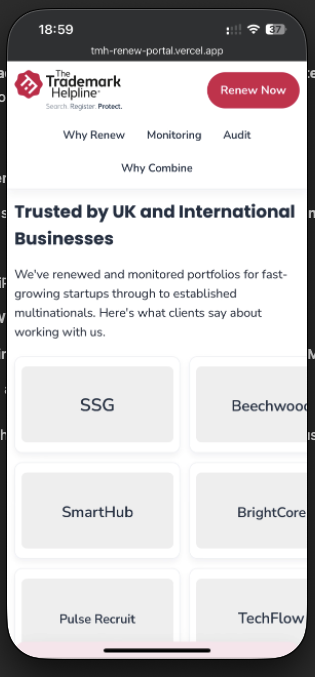 18:59
37
tmh-renew-portal.vercel.app
The
Trademark
Helpline
Search. Register. Protect.
Renew Now
Why Renew Monitoring Audit
Why Combine
Trusted by UK and International
Businesses
We've renewed and monitored portfolios for fast-
growing startups through to established
multinationals. Here's what clients say about
working with us.
SSG Beechwood
SmartHub BrightCore
Pulse Recruit TechFlow